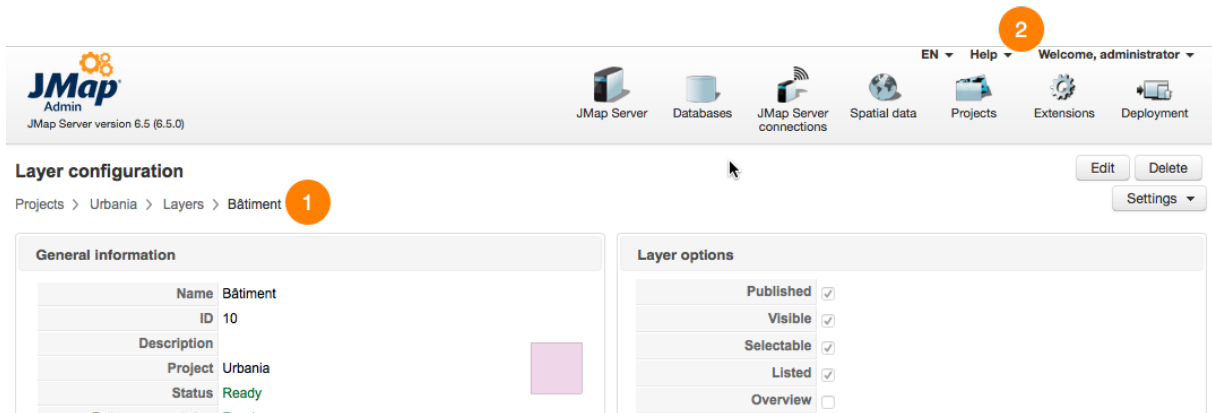 2
EN Help Welcome, administrator
JMap
Admin
JMap Server version 6.5 (6.5.0)
JMap Server
Databases
JMap Server
connections
Spatial data
Projects
Extensions
Deployment
Layer configuration
Edit Delete
Projects > Urbania > Layers > Bâtiment 1
Settings
General information
Name Bâtiment
ID 10
Description
Project Urbania
Status Ready
Layer options
Published
Visible
Selectable
Listed
Overview